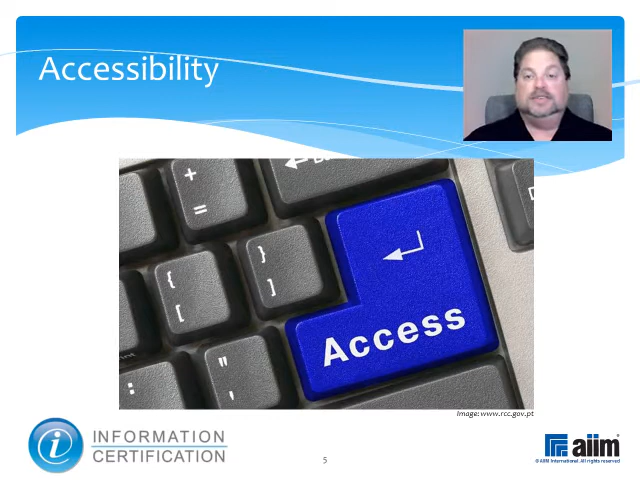 Accessibility
+
=
{
[
}
]
"
'
:
Access
Image: www.rcc.gov.pt
INFORMATION
CERTIFICATION
5
aiim
© AIIM International. All rights reserved